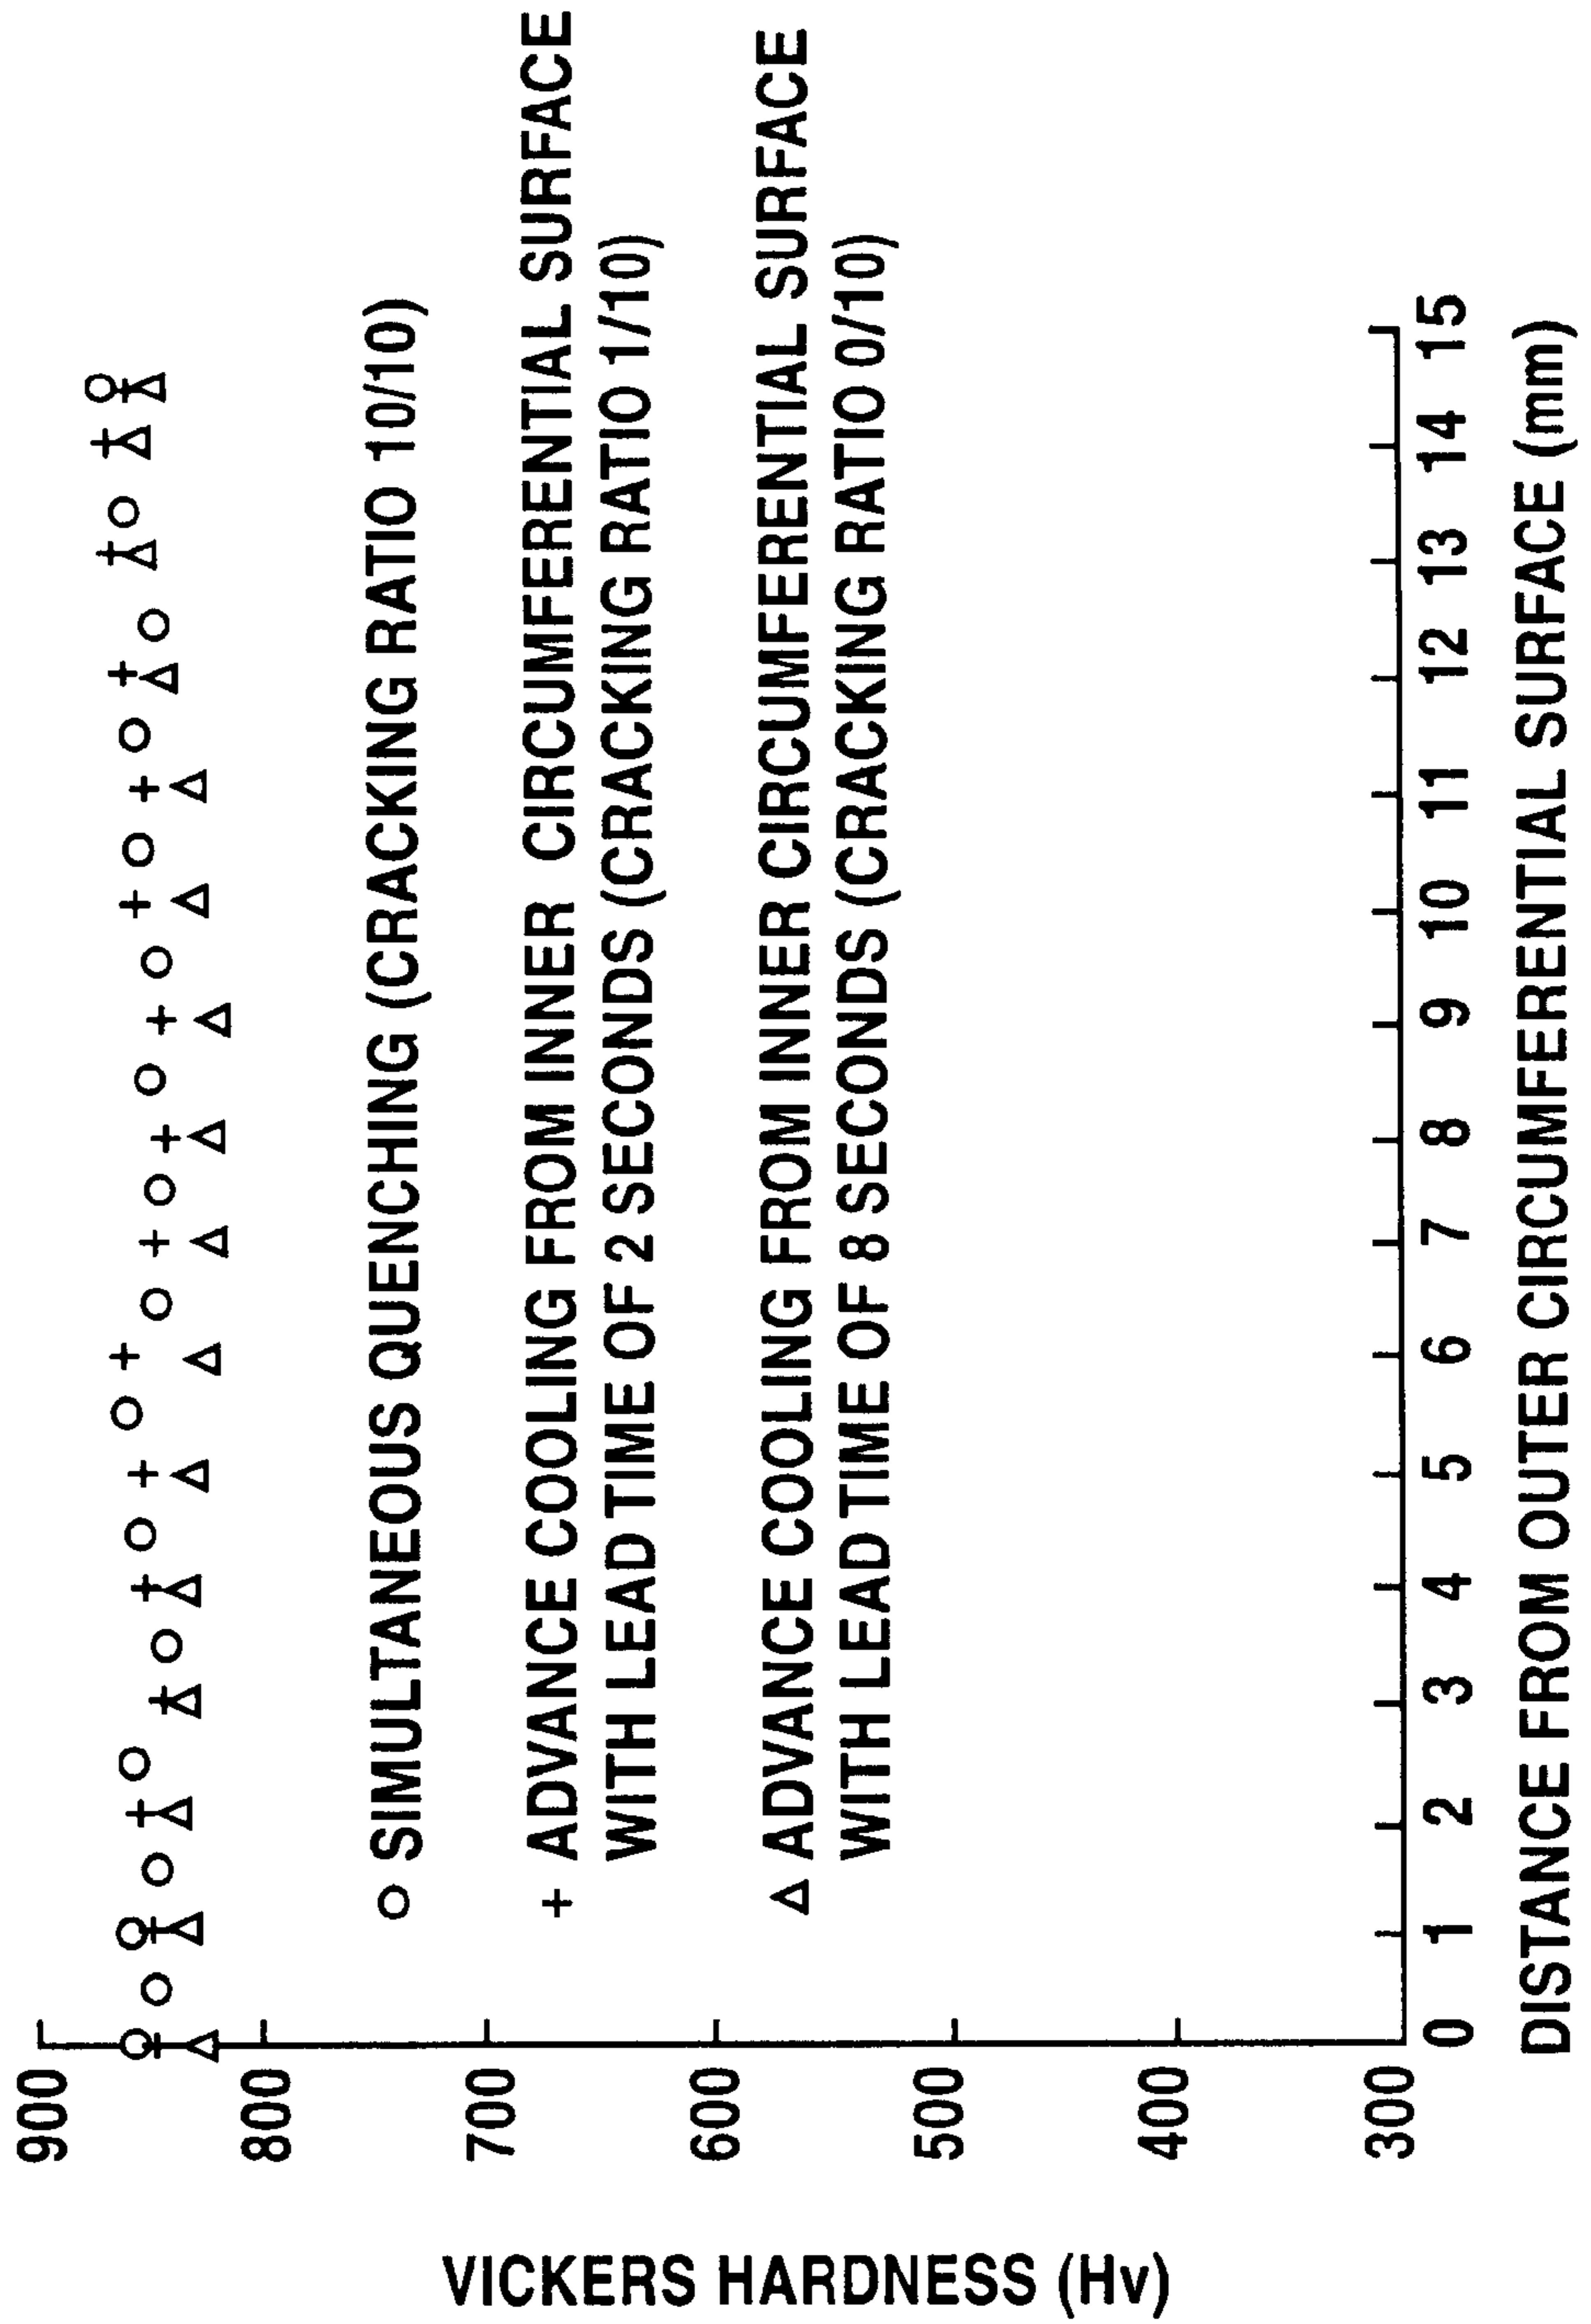 VICKERS HARDNESS (Hv)
900
800
700
600
500
400
300
○ SIMULTANEOUS QUENCHING (CRACKING RATIO 10/10)
+ ADVANCE COOLING FROM INNER CIRCUMFERENTIAL SURFACE
WITH LEAD TIME OF 2 SECONDS (CRACKING RATIO 1/10)
△ ADVANCE COOLING FROM INNER CIRCUMFERENTIAL SURFACE
WITH LEAD TIME OF 8 SECONDS (CRACKING RATIO 0/10)
0 1 2 3 4 5 6 7 8 9 10 11 12 13 14 15
DISTANCE FROM OUTER CIRCUMFERENTIAL SURFACE (mm)